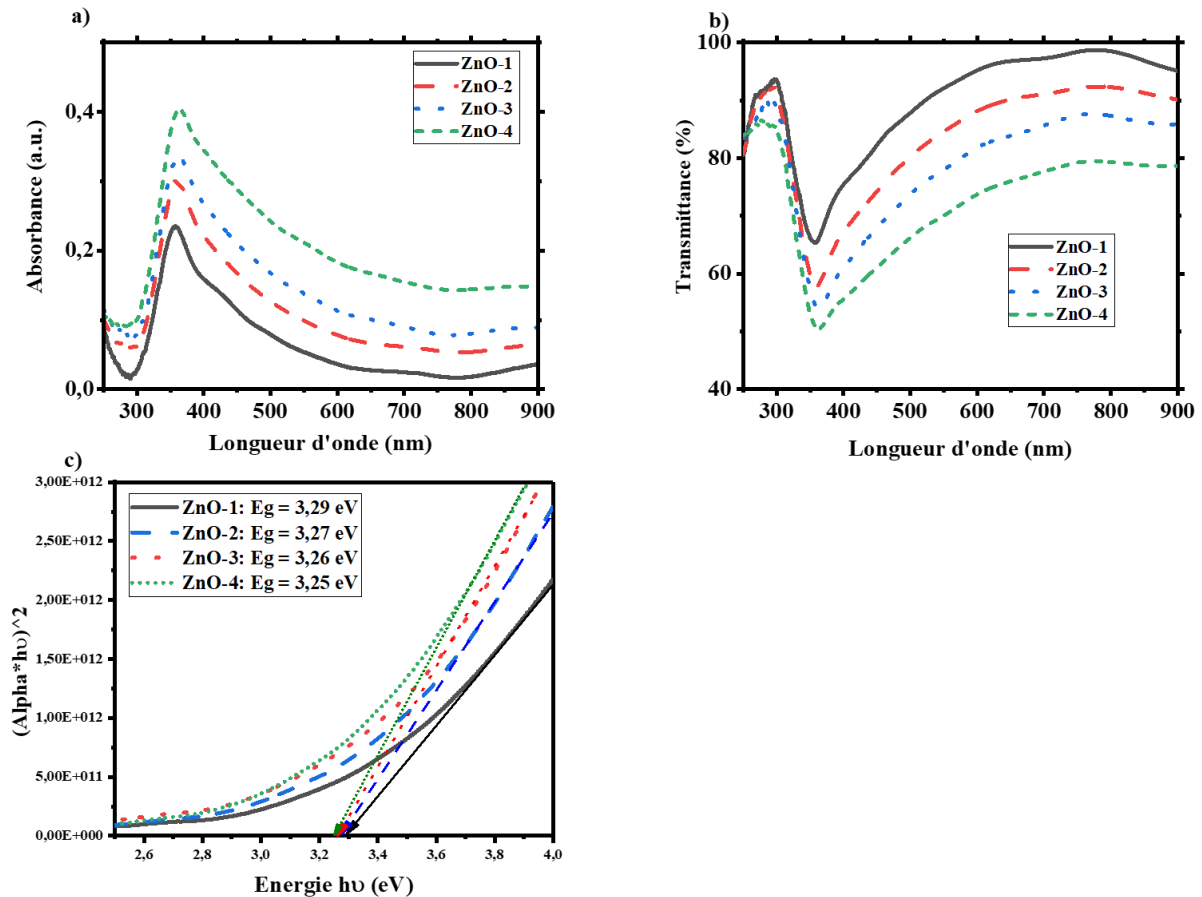 a)
Absorbance (a.u.)
0,4
0,2
0,0
ZnO-1
ZnO-2
ZnO-3
ZnO-4
300 400 500 600 700 800 900
Longueur d'onde (nm)
b)
Transmittance (%)
100
80
60
40
ZnO-1
ZnO-2
ZnO-3
ZnO-4
300 400 500 600 700 800 900
Longueur d'onde (nm)
c)
(Alpha*hυ)^2
3,00E+012
2,50E+012
2,00E+012
1,50E+012
1,00E+012
5,00E+011
0,00E+000
ZnO-1: Eg = 3,29 eV
ZnO-2: Eg = 3,27 eV
ZnO-3: Eg = 3,26 eV
ZnO-4: Eg = 3,25 eV
2,6 2,8 3,0 3,2 3,4 3,6 3,8 4,0
Energie hυ (eV)